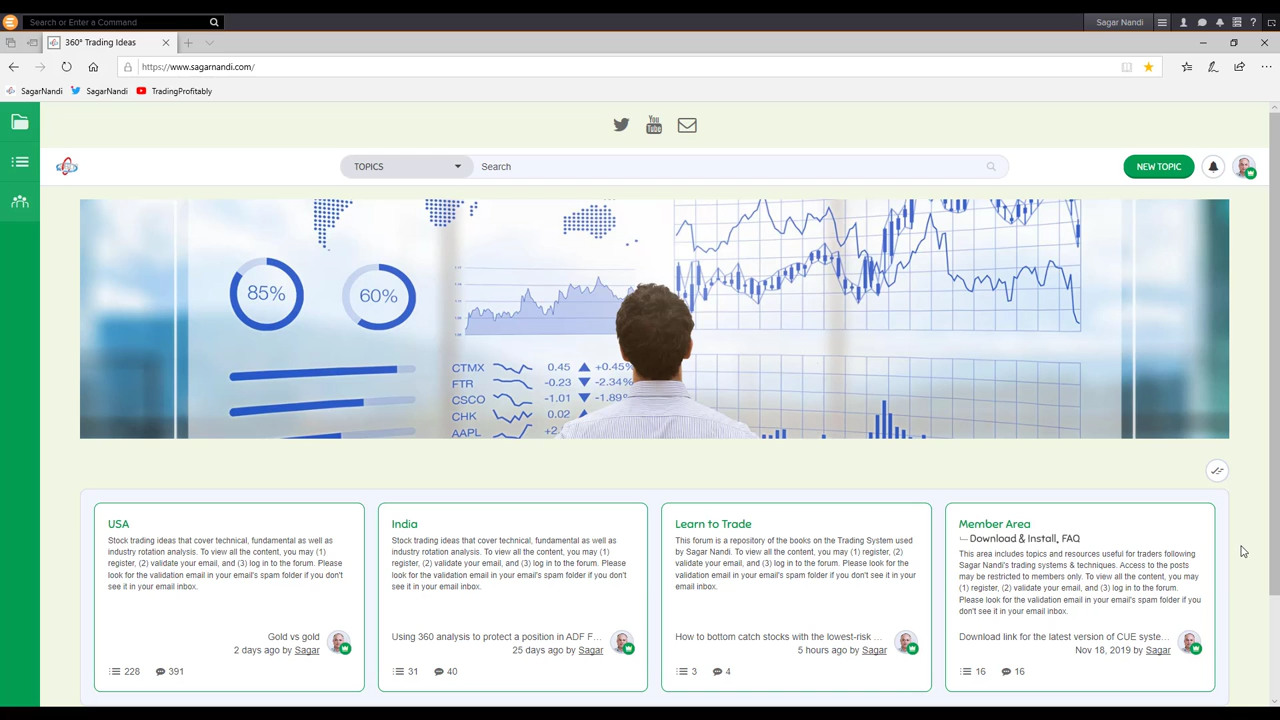 Search or Enter a Command
Sagar Nandi
360° Trading Ideas
https://www.sagarnandi.com/
SagarNandi
SagarNandi
TradingProfitably
You
Tube
TOPICS
Search
NEW TOPIC
85%
60%
CTMX 0.45 +0.45%
FTR -0.23 -2.34%
CSCO -1.01 -1.89%
CHK 0.02
AAPL
USA
Stock trading ideas that cover technical, fundamental as well as
industry rotation analysis. To view all the content, you may (1)
register, (2) validate your email, and (3) log in to the forum. Please
look for the validation email in your email's spam folder if you don't
see it in your email inbox.
Gold vs gold
2 days ago by Sagar
228 391
India
Stock trading ideas that cover technical, fundamental as well as
industry rotation analysis. To view all the content, you may (1)
register, (2) validate your email, and (3) log in to the forum. Please
look for the validation email in your email's spam folder if you don't
see it in your email inbox.
Using 360 analysis to protect a position in ADF F...
25 days ago by Sagar
31 40
Learn to Trade
This forum is a repository of the books on the Trading System used
by Sagar Nandi. To view all the content, you may (1) register, (2)
validate your email, and (3) log in to the forum. Please look for the
validation email in your email's spam folder if you don't see it in
your email inbox.
How to bottom catch stocks with the lowest-risk ...
5 hours ago by Sagar
3 4
Member Area
Download & Install, FAQ
This area includes topics and resources useful for traders following
Sagar Nandi's trading systems & techniques. Access to the posts
may be restricted to members only. To view all the content, you may
(1) register, (2) validate your email, and (3) log in to the forum.
Please look for the validation email in your email's spam folder if you
don't see it in your email inbox.
Download link for the latest version of CUE syste...
Nov 18, 2019 by Sagar
16 16